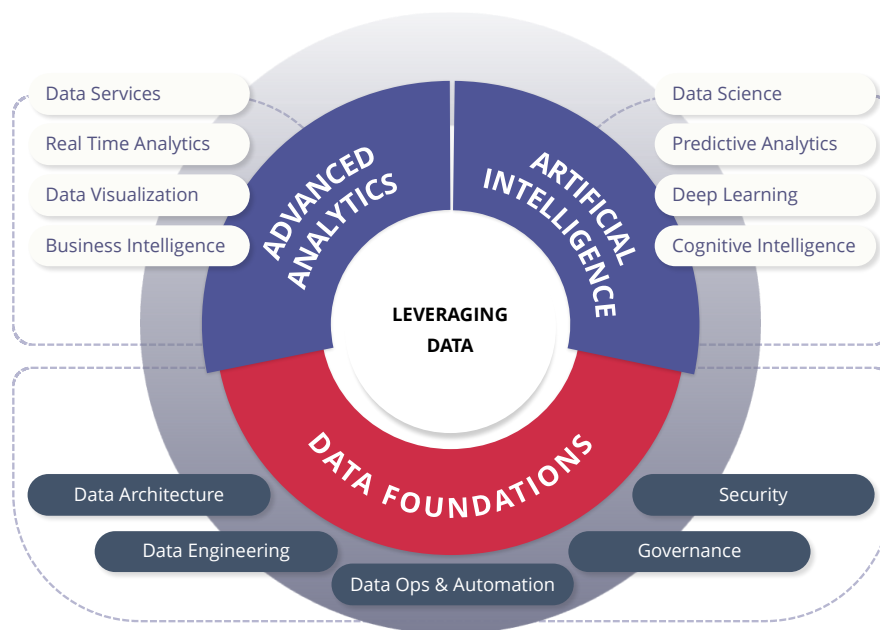 Data Services
Real Time Analytics
Data Visualization
Business Intelligence
ADVANCED
ANALYTICS
ARTIFICIAL
INTELLIGENCE
Data Science
Predictive Analytics
Deep Learning
Cognitive Intelligence
LEVERAGING
DATA
DATA FOUNDATIONS
Data Architecture
Data Engineering
Data Ops & Automation
Governance
Security